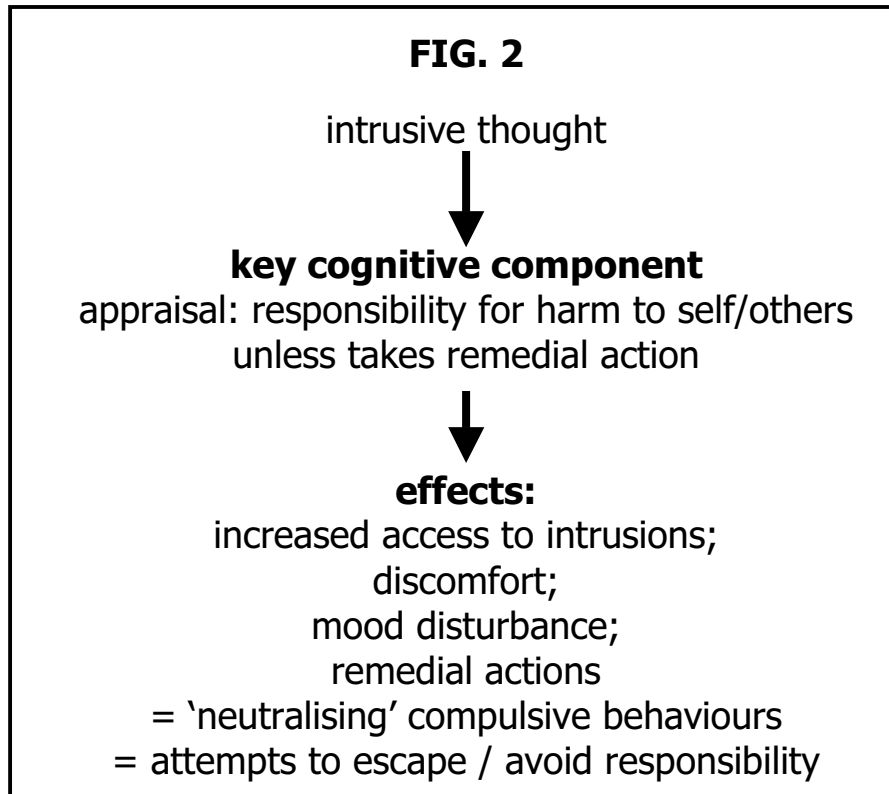 FIG. 2
intrusive thought
key cognitive component
appraisal: responsibility for harm to self/others
unless takes remedial action
effects:
increased access to intrusions;
discomfort;
mood disturbance;
remedial actions
= ‘neutralising’ compulsive behaviours
= attempts to escape / avoid responsibility